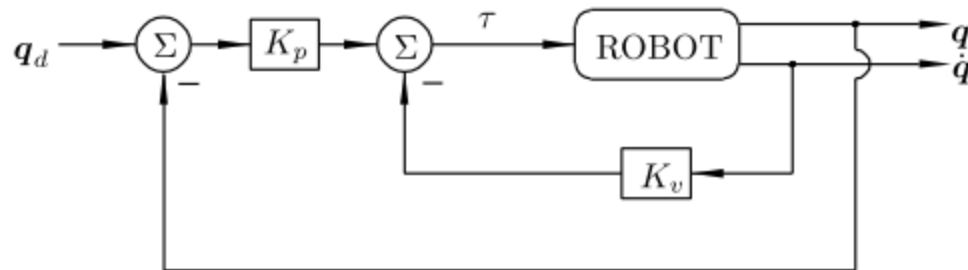 τ
q_d Σ K_p Σ ROBOT q
− − q̇
K_v